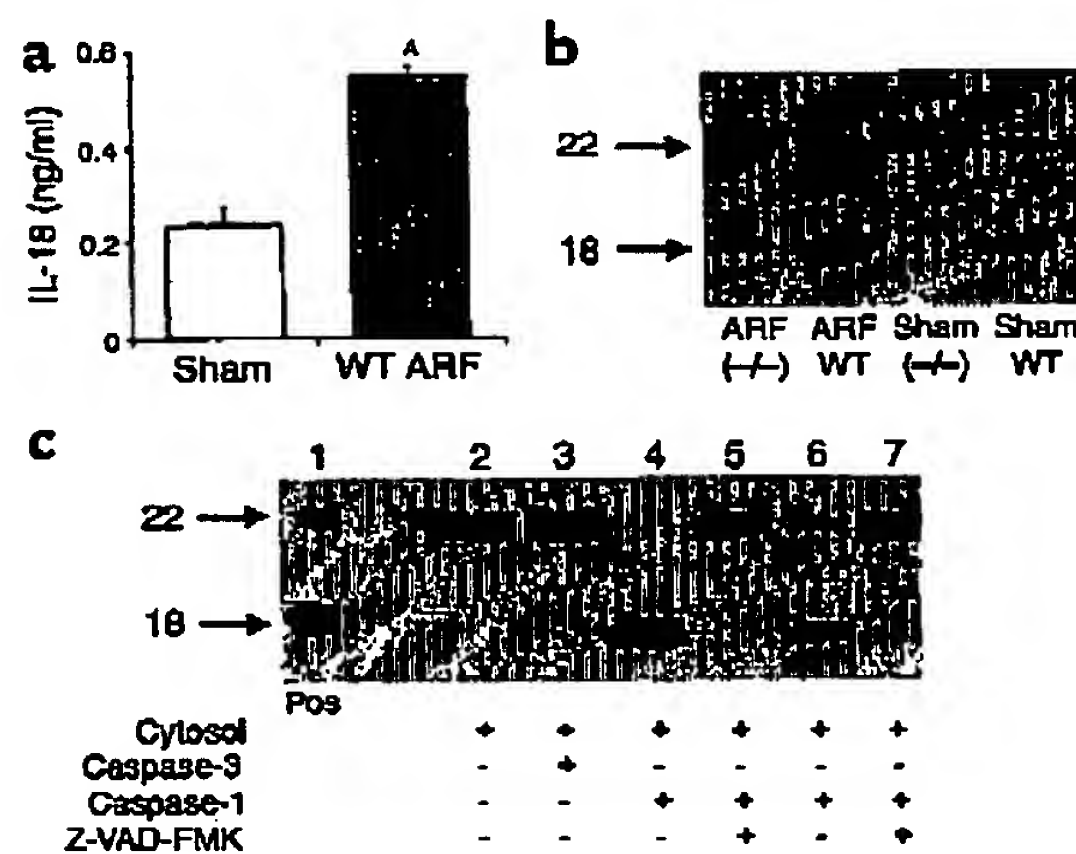 a
0.6
A
0.4
0.2
0
IL-18 (ng/ml)
Sham
WT ARF
b
22
18
ARF ARF Sham Sham
(-/-) WT (-/-) WT
c
1 2 3 4 5 6 7
22
18
Pos
Cytosol + + + + + +
Caspase-3 - + - - - -
Caspase-1 - - + + + +
Z-VAD-FMK - - - + - +